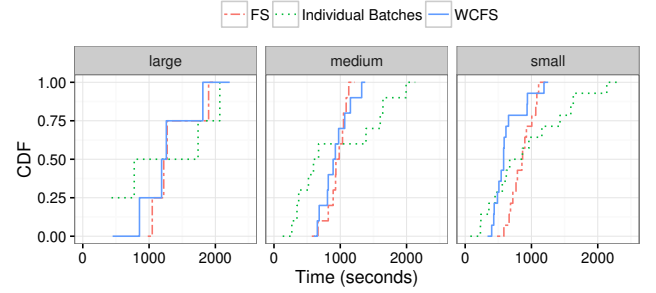 FS Individual Batches WCFS
large medium small
1.00
0.75
0.50
0.25
0.00
CDF
0 1000 2000 0 1000 2000 0 1000 2000
Time (seconds)